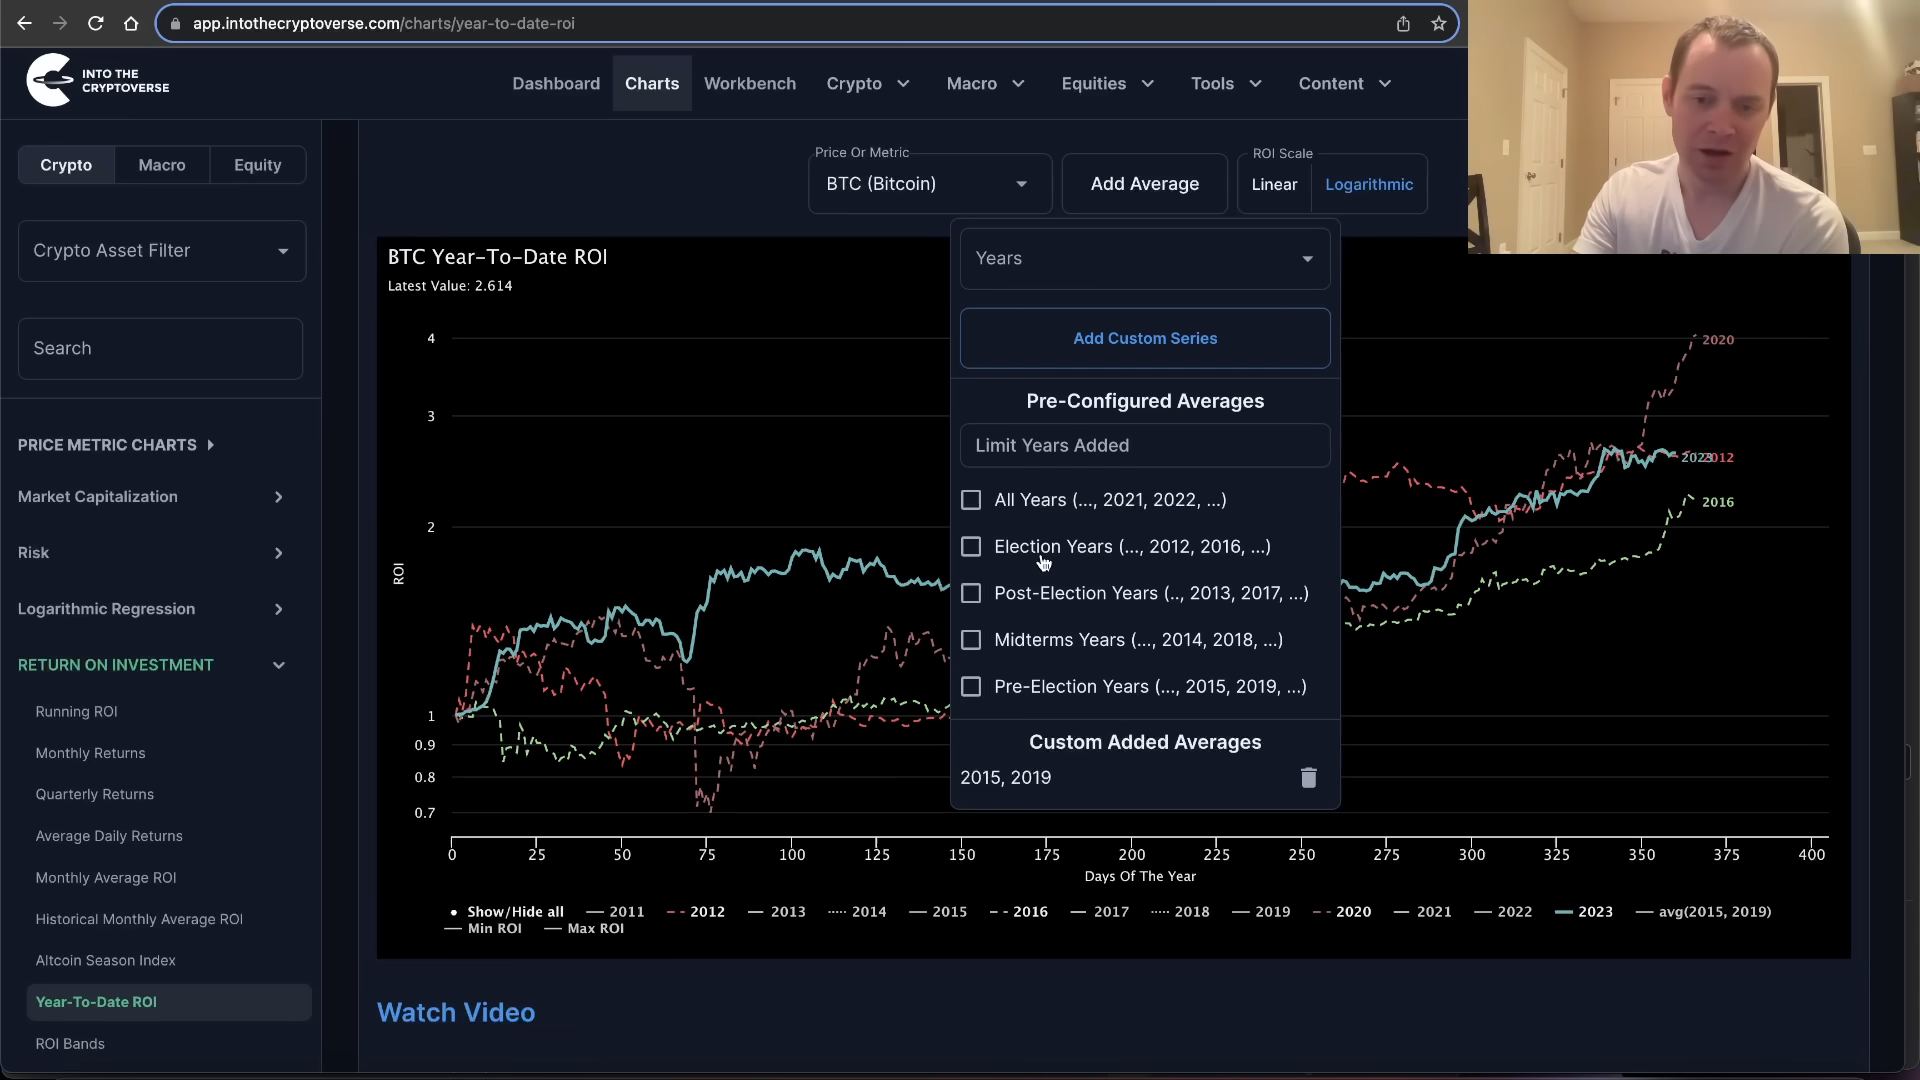 app.intothecryptoverse.com/charts/year-to-date-roi
INTO THE
CRYPTOVERSE
Dashboard
Charts
Workbench
Crypto
Macro
Equities
Tools
Content
Crypto
Macro
Equity
Crypto Asset Filter
Search
PRICE METRIC CHARTS
Market Capitalization
Risk
Logarithmic Regression
RETURN ON INVESTMENT
Running ROI
Monthly Returns
Quarterly Returns
Average Daily Returns
Monthly Average ROI
Historical Monthly Average ROI
Altcoin Season Index
Year-To-Date ROI
ROI Bands
Price Or Metric
BTC (Bitcoin)
Add Average
ROI Scale
Linear
Logarithmic
BTC Year-To-Date ROI
Latest Value: 2.614
Years
Add Custom Series
Pre-Configured Averages
Limit Years Added
All Years (..., 2021, 2022, ...)
Election Years (..., 2012, 2016, ...)
Post-Election Years (.., 2013, 2017, ...)
Midterms Years (..., 2014, 2018, ...)
Pre-Election Years (..., 2015, 2019, ...)
Custom Added Averages
2015, 2019
4
3
2
1
0.9
0.8
0.7
ROI
2020
2023
2012
2016
0 25 50 75 100 125 150 175 200 225 250 275 300 325 350 375 400
Days Of The Year
Show/Hide all 2011 2012 2013 2014 2015 2016 2017 2018 2019 2020 2021 2022 2023 avg(2015, 2019)
Min ROI Max ROI
Watch Video